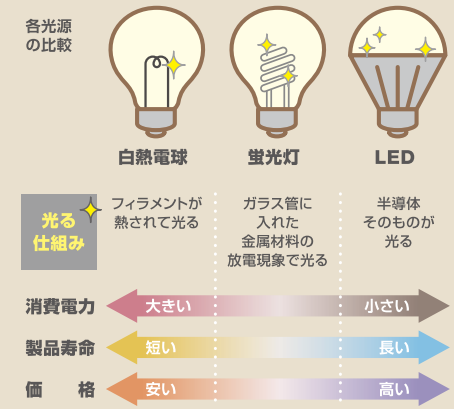 各光源
の比較
白熱電球
蛍光灯
LED
光る
仕組み
フィラメントが
熱されて光る
ガラス管に
入れた
金属材料の
放電現象で光る
半導体
そのものが
光る
消費電力 大きい 小さい
製品寿命 短い 長い
価格 安い 高い